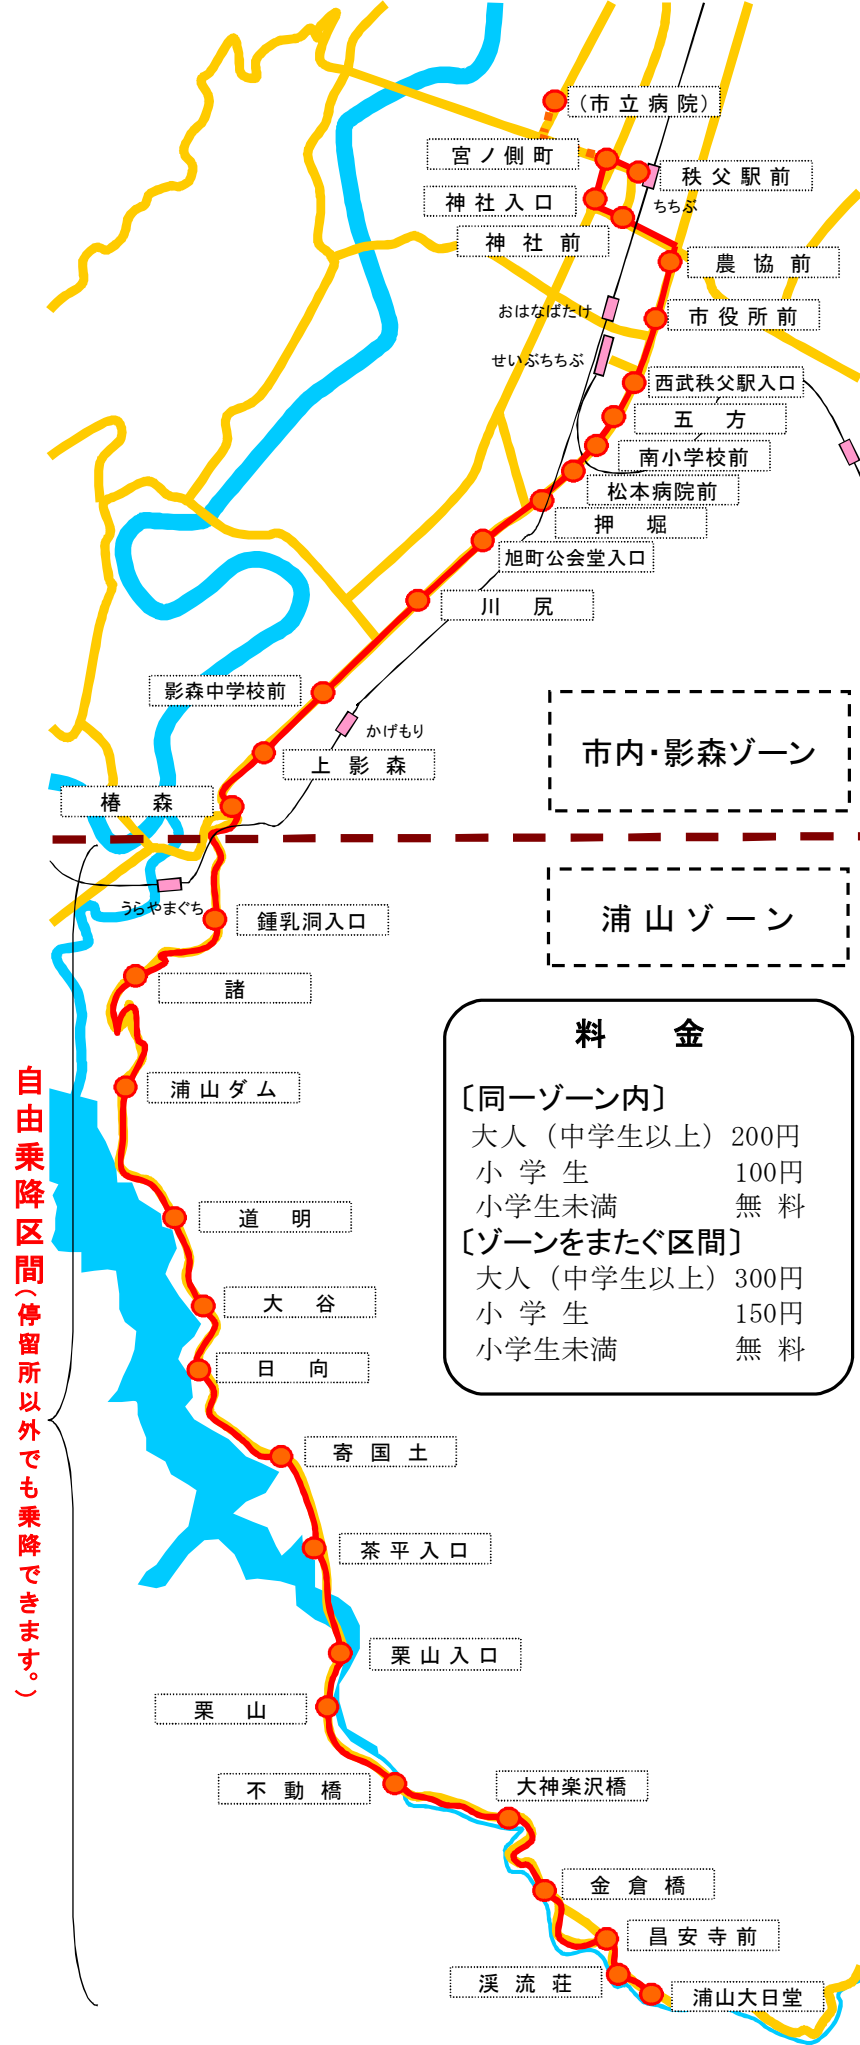 （市立病院）
宮ノ側町
秩父駅前
神社入口
ちちぶ
神社前
農協前
おはなばたけ
市役所前
せいぶちちぶ
西武秩父駅入口
五方
南小学校前
松本病院前
押堀
旭町公会堂入口
川尻
影森中学校前
かげもり
上影森
市内・影森ゾーン
椿森
うらやまぐち
鍾乳洞入口
浦山ゾーン
諸
浦山ダム
料金
〔同一ゾーン内〕
大人（中学生以上）200円
小学生 100円
小学生未満 無料
〔ゾーンをまたぐ区間〕
大人（中学生以上）300円
小学生 150円
小学生未満 無料
自由乗降区間（停留所以外でも乗降できます。）
道明
大谷
日向
寄国土
茶平入口
栗山入口
栗山
不動橋
大神楽沢橋
金倉橋
昌安寺前
渓流荘
浦山大日堂